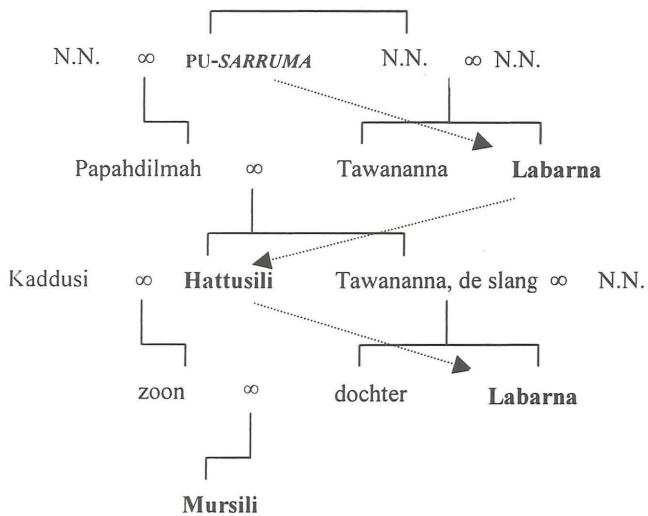 N.N. ∞ PU-SARRUMA N.N. ∞ N.N.
Papahdilmah ∞ Tawananna Labarna
Kaddusi ∞ Hattusili Tawananna, de slang ∞ N.N.
zoon ∞ dochter Labarna
Mursili